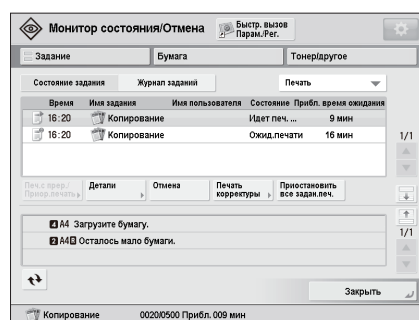 Монитор состояния/Отмена
Быстр. вызов
Парам./Рег.
Задание Бумага Тонер/другое
Состояние задания Журнал заданий Печать
Время Имя задания Имя пользователя Состояние Прибл. время ожидания
16:20 Копирование Идет печ. ... 9 мин
16:20 Копирование Ожид.печати 16 мин
1/1
Печ.с прер./
Приор.печать
Детали
Отмена
Печать
корректуры
Приостановить
все задан.печ.
4 A4 Загрузите бумагу.
2 A4R Осталось мало бумаги.
1/1
Закрыть
Копирование 0020/0500 Прибл. 009 мин